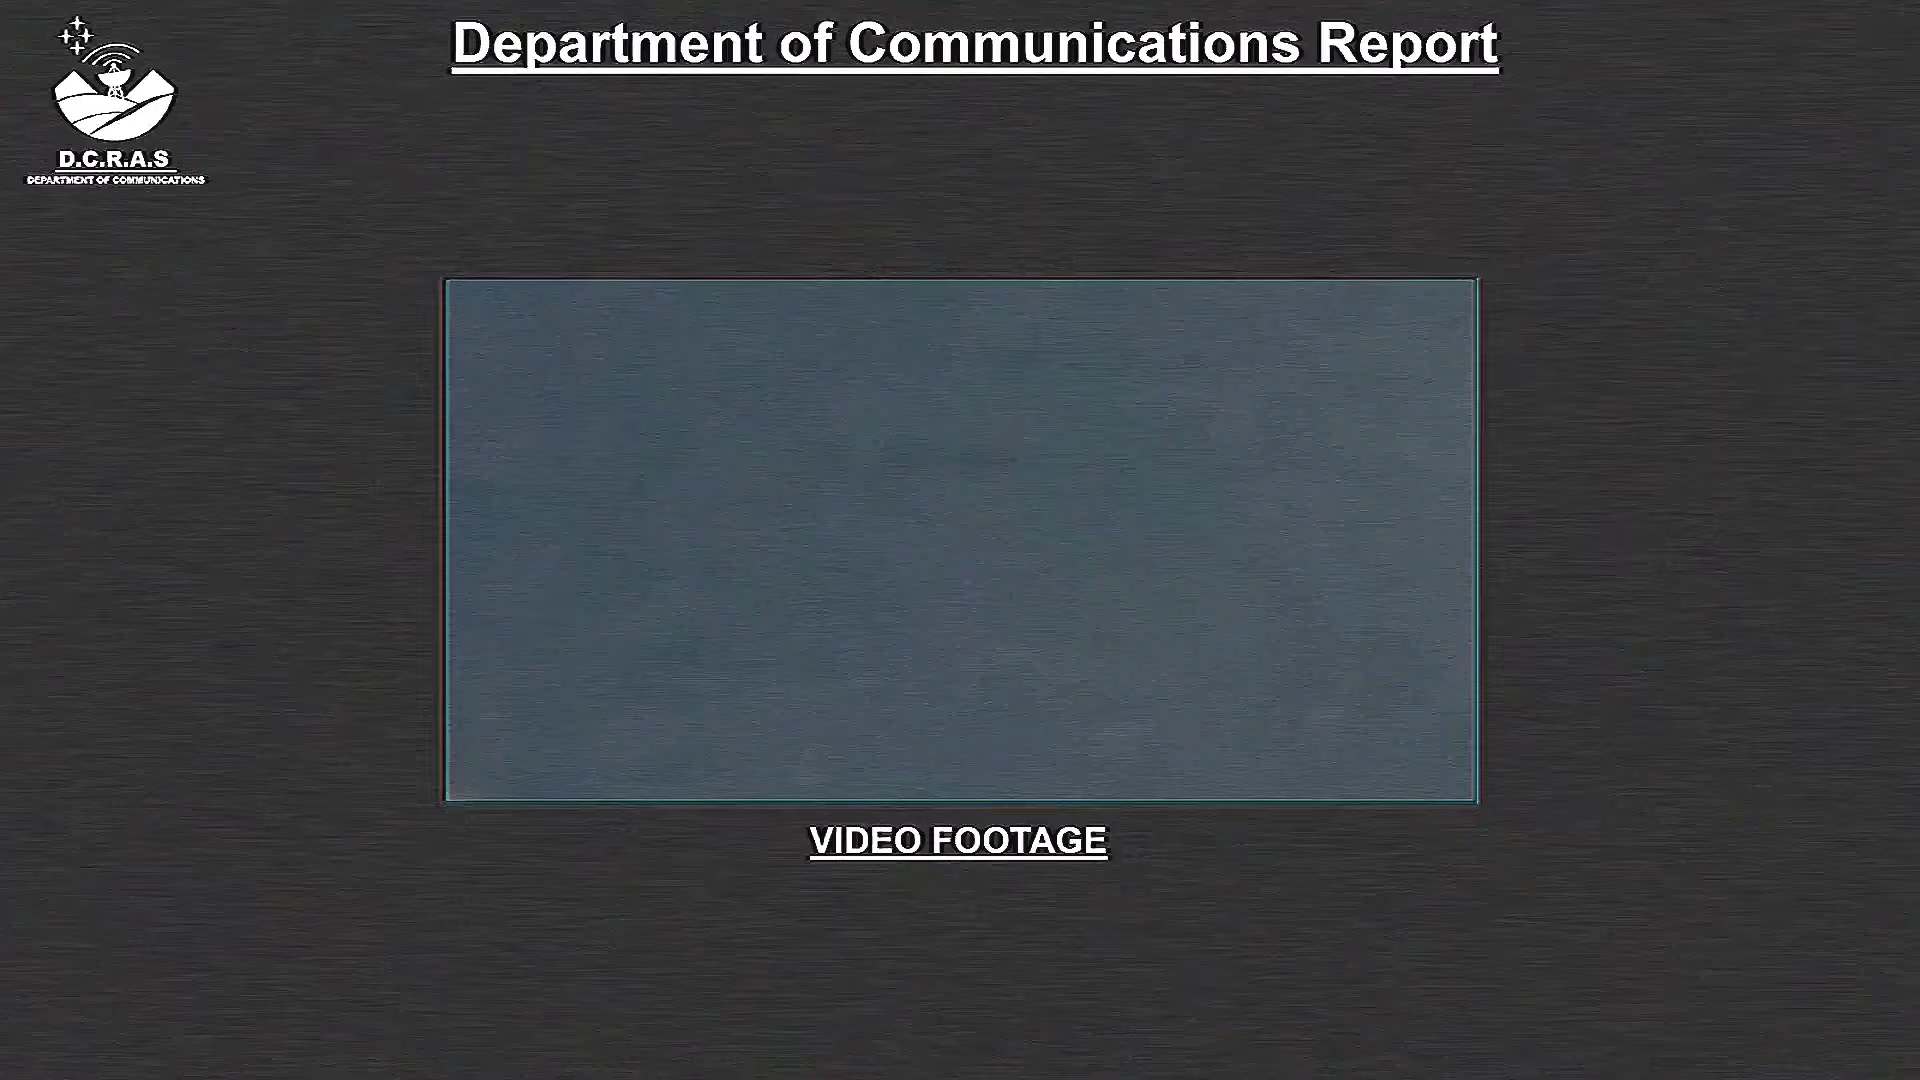 Department of Communications Report
D.C.R.A.S
DEPARTMENT OF COMMUNICATIONS
VIDEO FOOTAGE